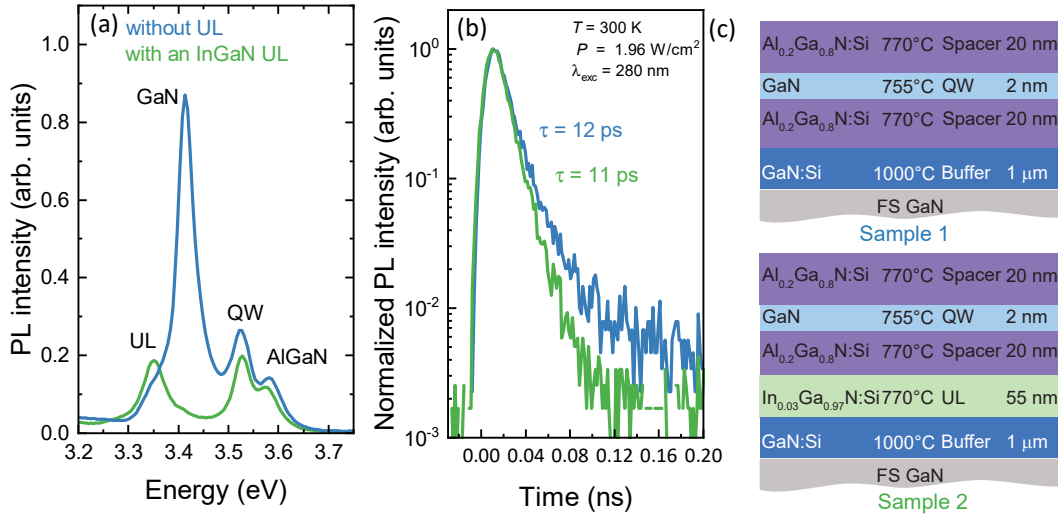 (a)
without UL
with an InGaN UL
GaN
UL
QW
AlGaN
PL intensity (arb. units)
1.0
0.8
0.6
0.4
0.2
0.0
3.2 3.3 3.4 3.5 3.6 3.7
Energy (eV)
(b)
T = 300 K
P = 1.96 W/cm²
λexc = 280 nm
τ = 12 ps
τ = 11 ps
Normalized PL intensity (arb. units)
10⁰
10⁻¹
10⁻²
10⁻³
0.00 0.04 0.08 0.12 0.16 0.20
Time (ns)
(c)
Al₀.₂Ga₀.₈N:Si 770°C Spacer 20 nm
GaN 755°C QW 2 nm
Al₀.₂Ga₀.₈N:Si 770°C Spacer 20 nm
GaN:Si 1000°C Buffer 1 μm
FS GaN
Sample 1
Al₀.₂Ga₀.₈N:Si 770°C Spacer 20 nm
GaN 755°C QW 2 nm
Al₀.₂Ga₀.₈N:Si 770°C Spacer 20 nm
In₀.₀₃Ga₀.₉₇N:Si 770°C UL 55 nm
GaN:Si 1000°C Buffer 1 μm
FS GaN
Sample 2